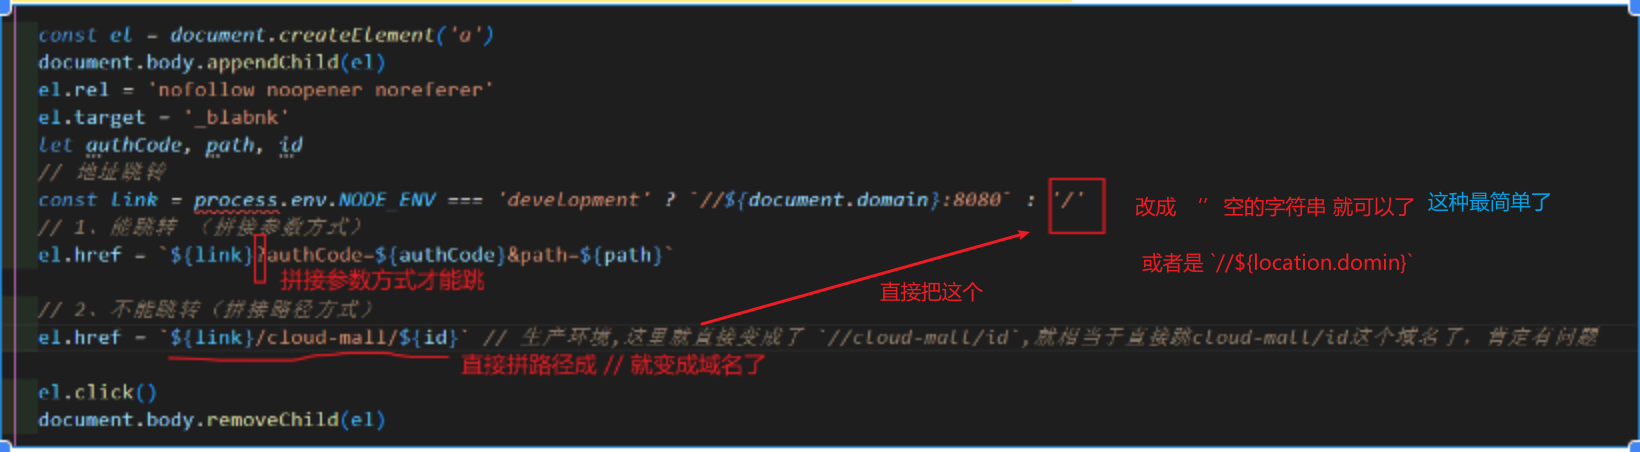 const el = document.createElement('a')
document.body.appendChild(el)
el.rel = 'nofollow noopener noreferer'
el.target = '_blabnk'
let authCode, path, id
// 地址跳转
const Link = process.env.NODE_ENV === 'development' ? `//${document.domain}:8080` : '/'
改成 '' 空的字符串 就可以了 这种最简单了
// 1、能跳转 （拼接参数方式）
el.href = `${link}?authCode=${authCode}&path=${path}`
或者是 `//${location.domin}`
拼接参数方式才能跳
直接把这个
// 2、不能跳转（拼接路径方式）
el.href = `${link}/cloud-mall/${id}` // 生产环境,这里就直接变成了 `//cloud-mall/id`,就相当于直接跳cloud-mall/id这个域名了，肯定有问题
直接拼路径成 // 就变成域名了
el.click()
document.body.removeChild(el)